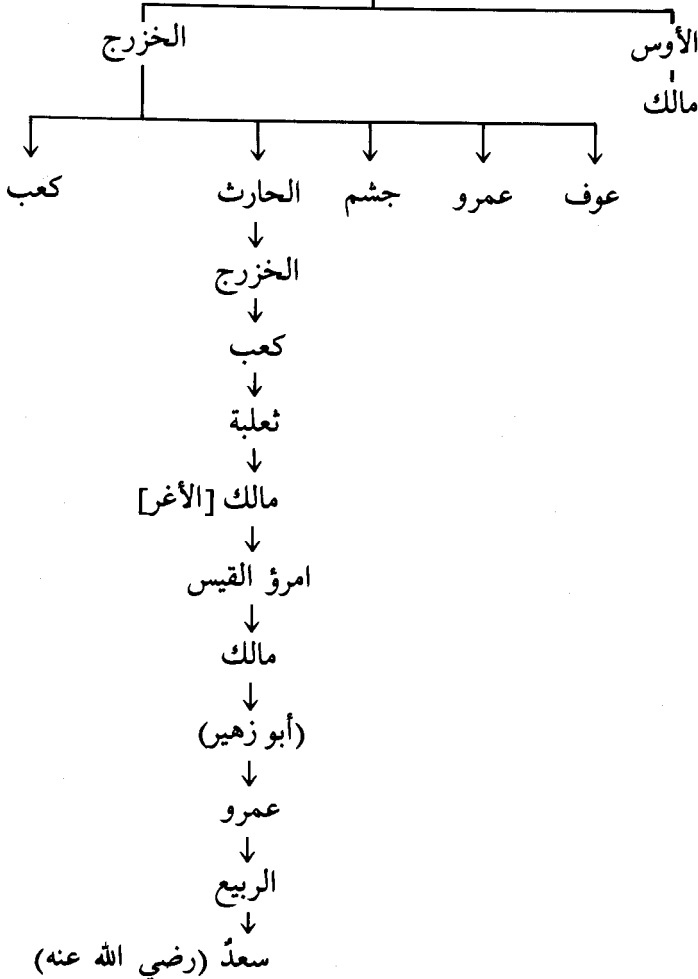 الأوس الخزرج
مالك
عوف عمرو جشم الحارث كعب
الخزرج
كعب
ثعلبة
مالك [الأغر]
امرؤ القيس
مالك
(أبو زهير)
عمرو
الربيع
سعدٌ (رضي الله عنه)